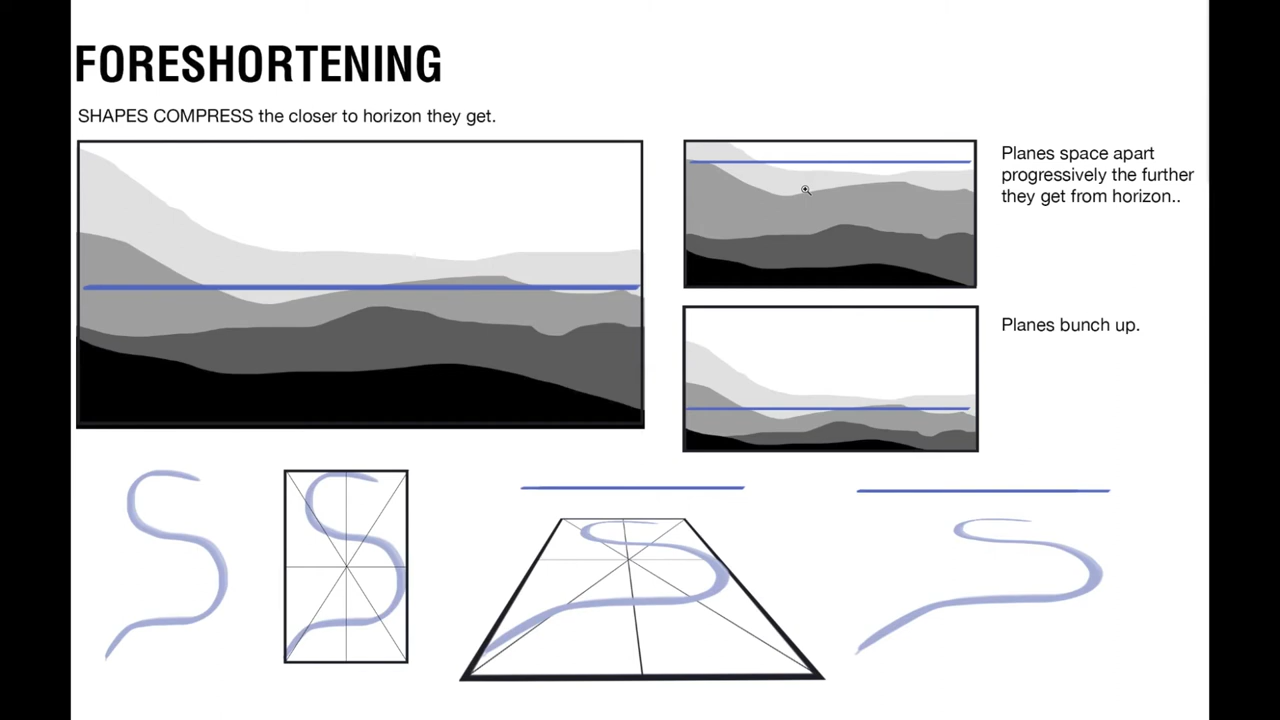 FORESHORTENING
SHAPES COMPRESS the closer to horizon they get.
Planes space apart
progressively the further
they get from horizon..
Planes bunch up.